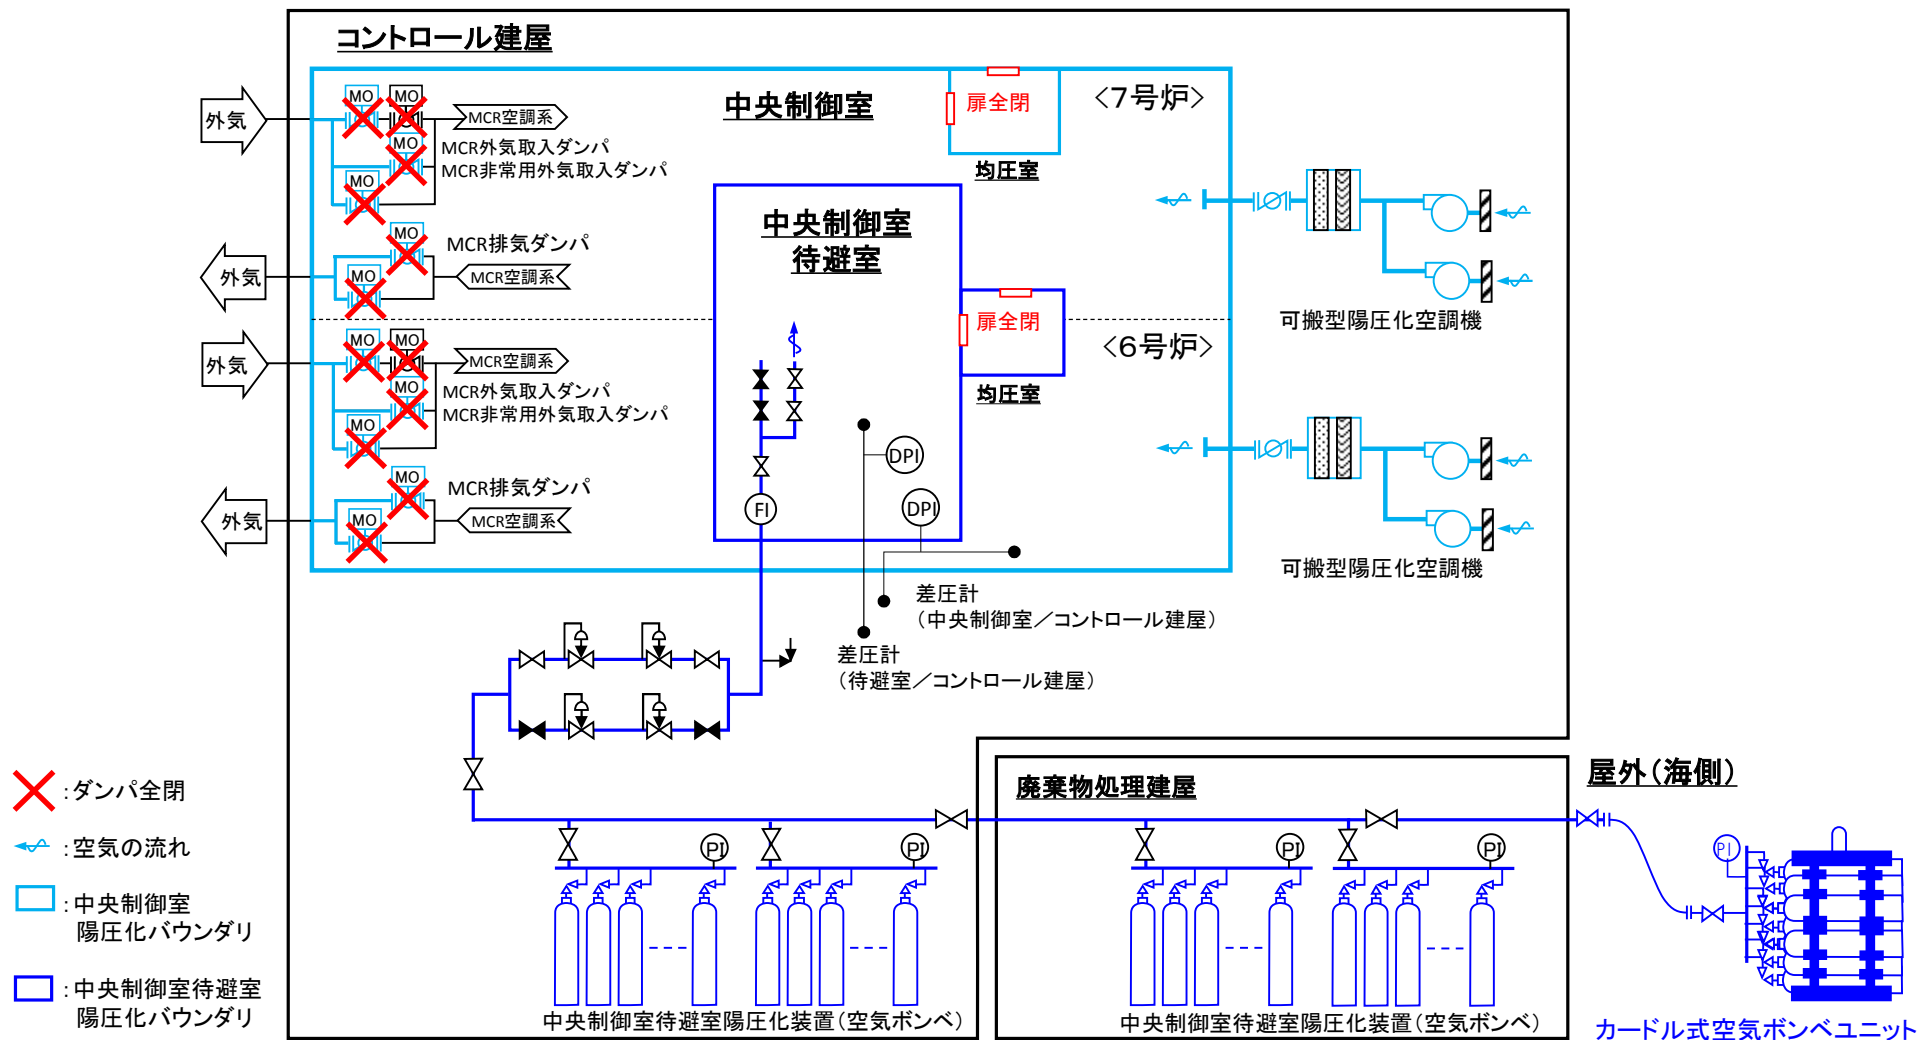 コントロール建屋
中央制御室
<7号炉>
扉全閉
均圧室
外気
MO
MO
MCR空調系
MO
MCR外気取入ダンパ
MCR非常用外気取入ダンパ
MO
MO
MCR排気ダンパ
外気
MO
MCR空調系
中央制御室
待避室
扉全閉
均圧室
<6号炉>
可搬型陽圧化空調機
外気
MO
MO
MCR空調系
MO
MCR外気取入ダンパ
MCR非常用外気取入ダンパ
MO
MO
MCR排気ダンパ
外気
MO
MCR空調系
DPI
DPI
FI
可搬型陽圧化空調機
差圧計
(中央制御室/コントロール建屋)
差圧計
(待避室/コントロール建屋)
廃棄物処理建屋
屋外(海側)
:ダンパ全閉
:空気の流れ
:中央制御室
陽圧化バウンダリ
:中央制御室待避室
陽圧化バウンダリ
PI
PI
PI
PI
PI
中央制御室待避室陽圧化装置(空気ボンベ)
中央制御室待避室陽圧化装置(空気ボンベ)
カードル式空気ボンベユニット